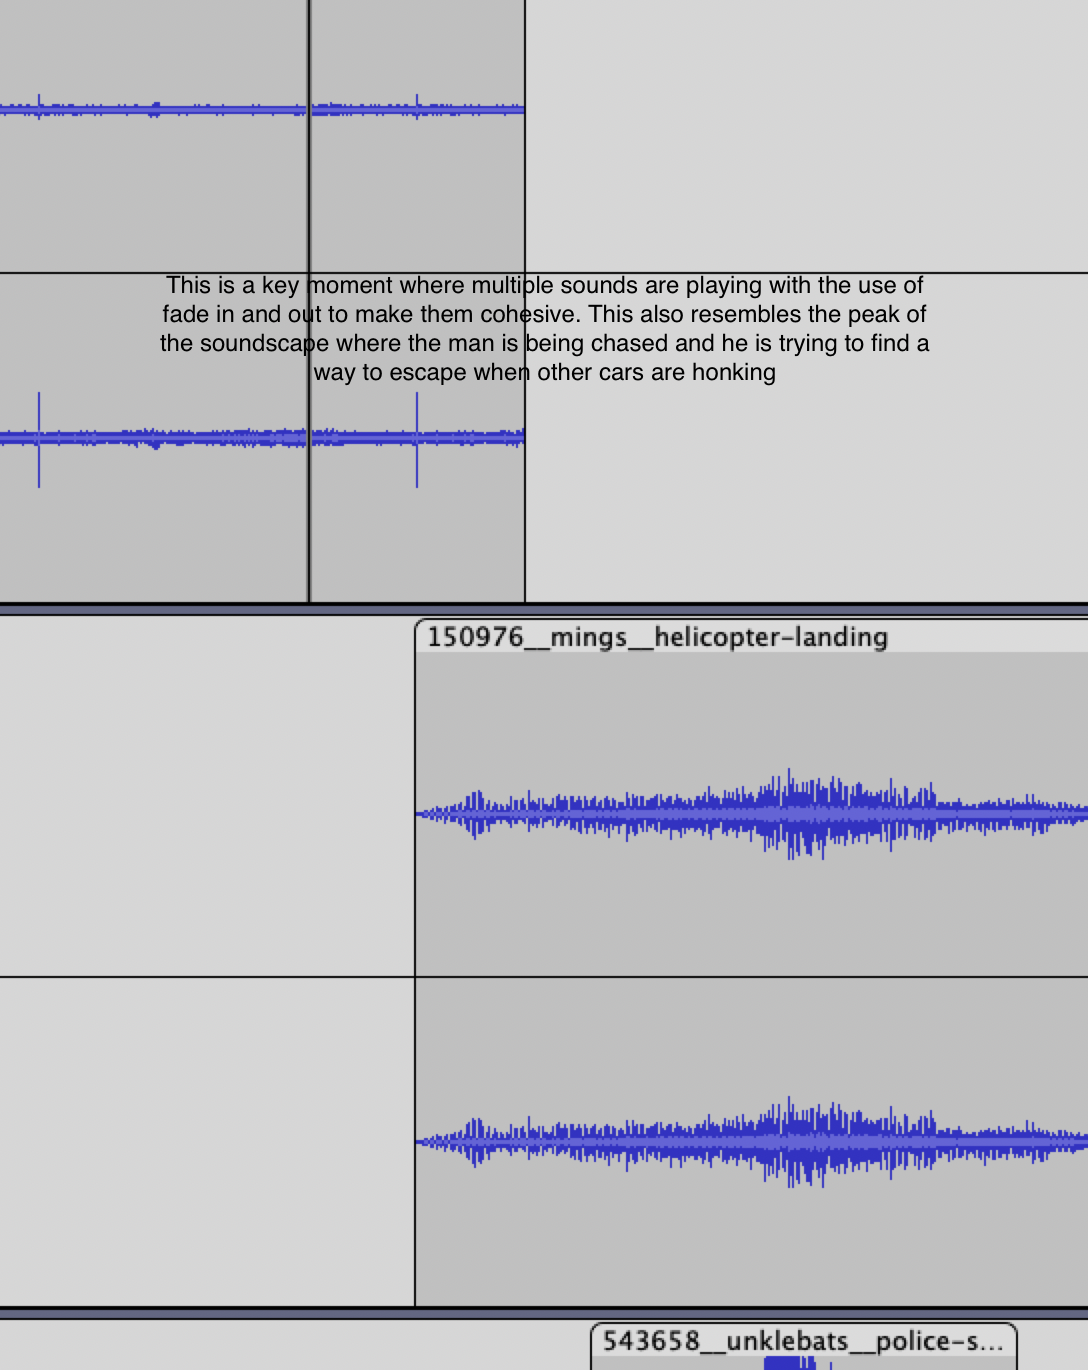 This is a key moment where multiple sounds are playing with the use of
fade in and out to make them cohesive. This also resembles the peak of
the soundscape where the man is being chased and he is trying to find a
way to escape when other cars are honking
150976__mings__helicopter-landing
543658__unklebats__police-s...